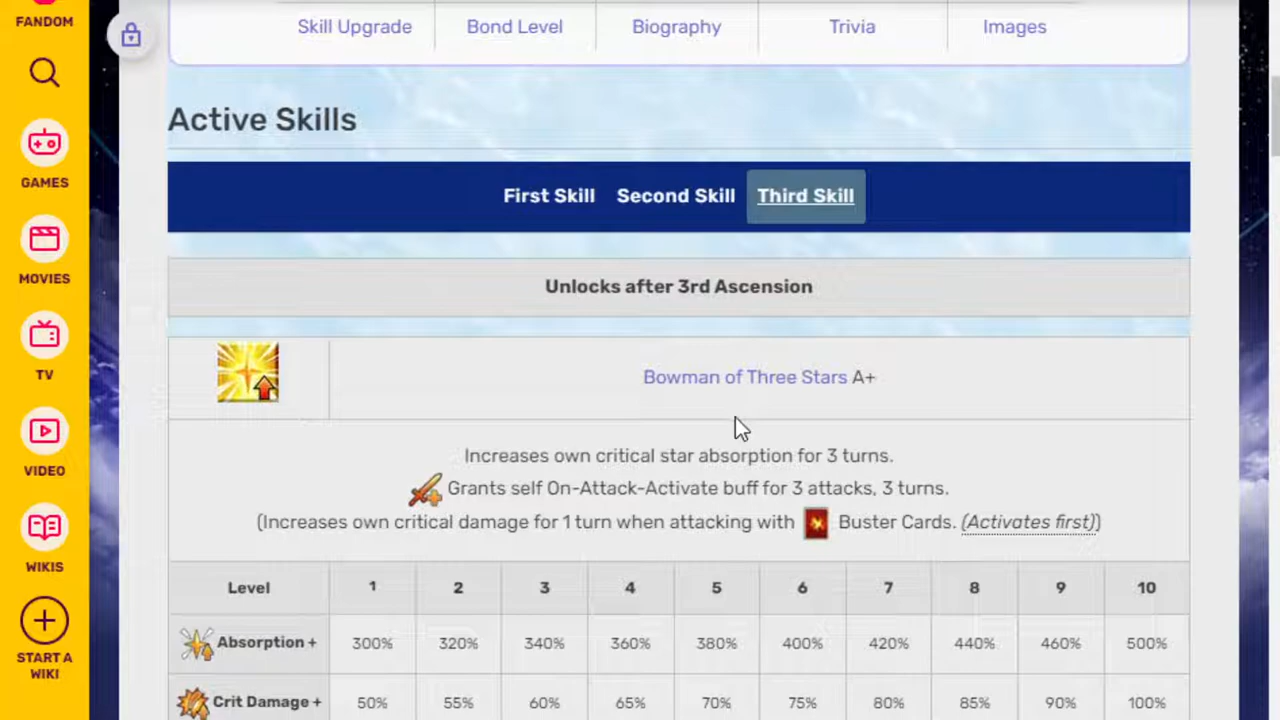 FANDOM
GAMES
MOVIES
TV
VIDEO
WIKIS
START A
WIKI
Skill Upgrade Bond Level Biography Trivia Images
Active Skills
First Skill Second Skill Third Skill
Unlocks after 3rd Ascension
Bowman of Three Stars A+
Increases own critical star absorption for 3 turns.
Grants self On-Attack-Activate buff for 3 attacks, 3 turns.
(Increases own critical damage for 1 turn when attacking with Buster Cards. (Activates first))
Level 1 2 3 4 5 6 7 8 9 10
Absorption + 300% 320% 340% 360% 380% 400% 420% 440% 460% 500%
Crit Damage + 50% 55% 60% 65% 70% 75% 80% 85% 90% 100%